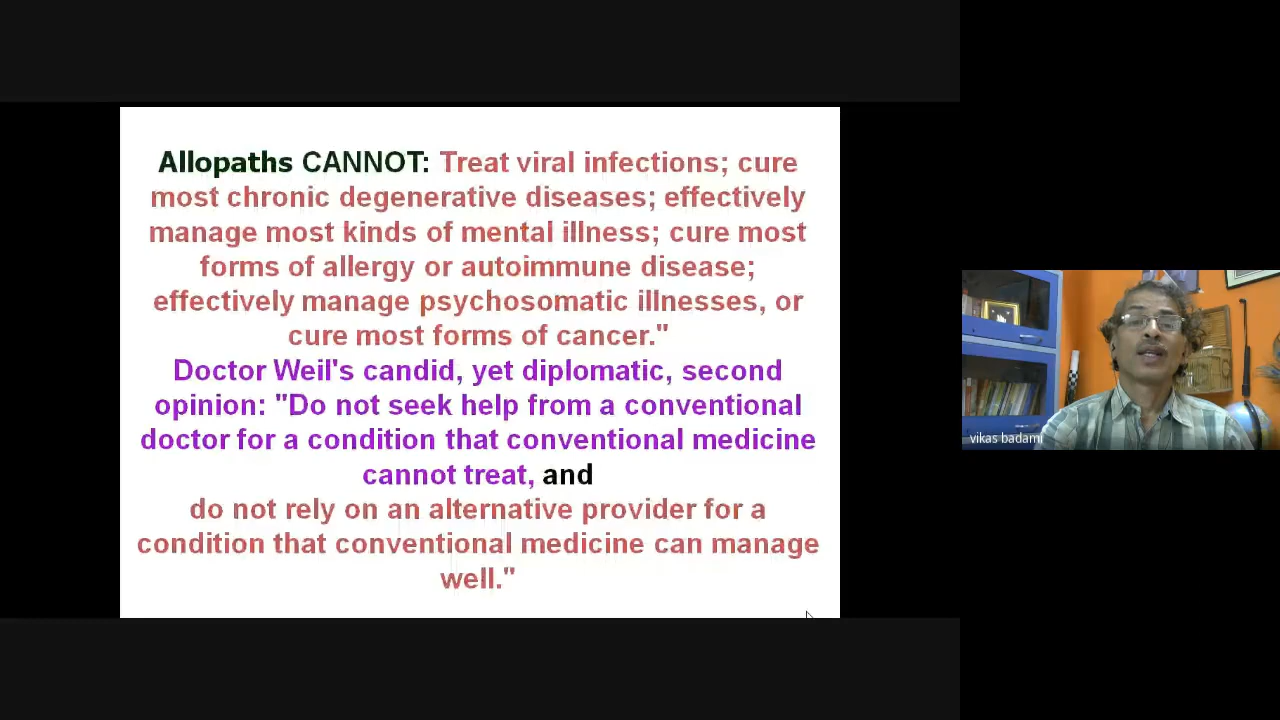 Allopaths CANNOT: Treat viral infections; cure
most chronic degenerative diseases; effectively
manage most kinds of mental illness; cure most
forms of allergy or autoimmune disease;
effectively manage psychosomatic illnesses, or
cure most forms of cancer."
Doctor Weil's candid, yet diplomatic, second
opinion: "Do not seek help from a conventional
doctor for a condition that conventional medicine
cannot treat, and
do not rely on an alternative provider for a
condition that conventional medicine can manage
well."
vikas badami